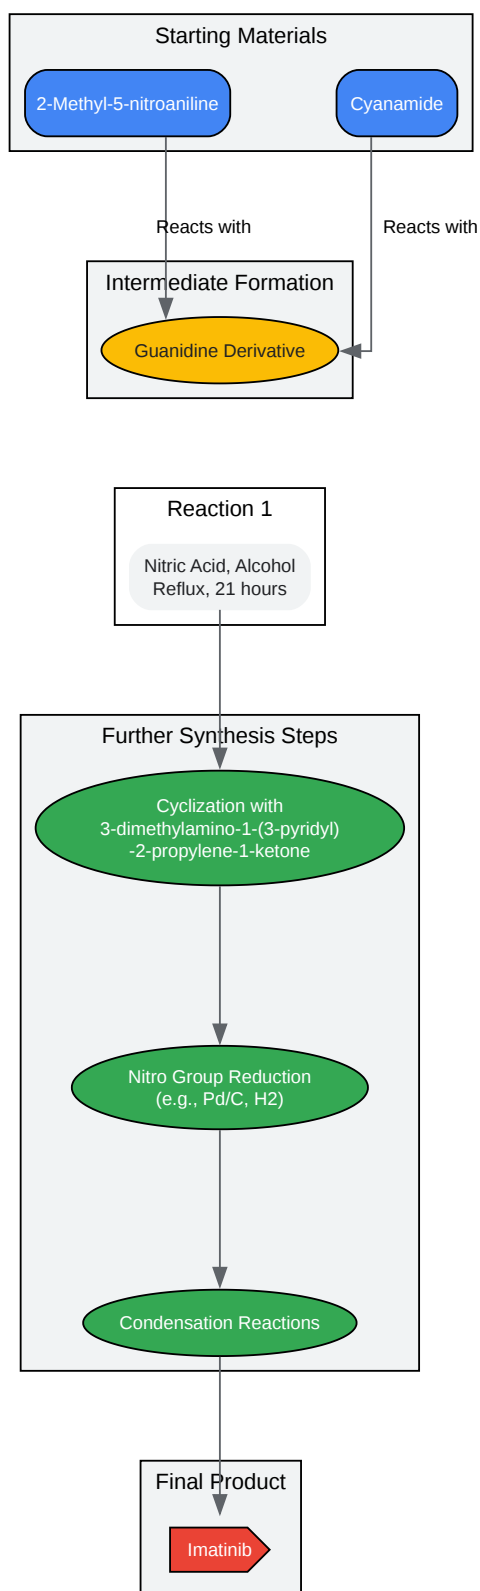 Starting Materials
2-Methyl-5-nitroaniline
Cyanamide
Reacts with
Reacts with
Intermediate Formation
Guanidine Derivative
Reaction 1
Nitric Acid, Alcohol
Reflux, 21 hours
Further Synthesis Steps
Cyclization with
3-dimethylamino-1-(3-pyridyl)
-2-propylene-1-ketone
Nitro Group Reduction
(e.g., Pd/C, H2)
Condensation Reactions
Final Product
Imatinib